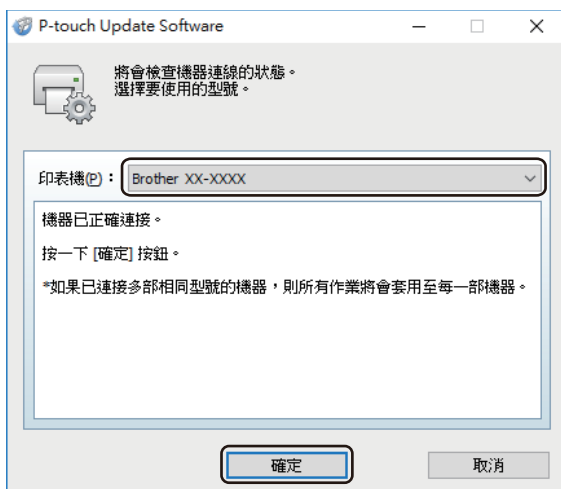 P-touch Update Software
將會檢查機器連線的狀態。
選擇要使用的型號。
印表機(P)： Brother XX-XXXX
機器已正確連接。
按一下 [確定] 按鈕。
*如果已連接多部相同型號的機器，則所有作業將會套用至每一部機器。
確定 取消